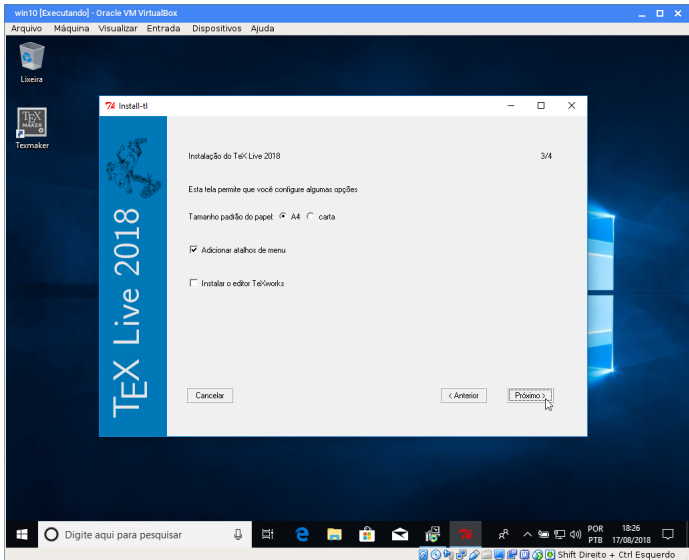 win10 [Executando] - Oracle VM VirtualBox
Arquivo Máquina Visualizar Entrada Dispositivos Ajuda
Lixeira
TEX
MAKER
Texmaker
Install-tl
TEX Live 2018
Instalação do TeX Live 2018
3/4
Esta tela permite que você configure algumas opções
Tamanho padrão do papel: A4 carta
Adicionar atalhos de menu
Instalar o editor TeXworks
Cancelar
< Anterior
Próximo >
Digite aqui para pesquisar
POR
PTB
18:26
17/08/2018
Shift Direito + Ctrl Esquerdo